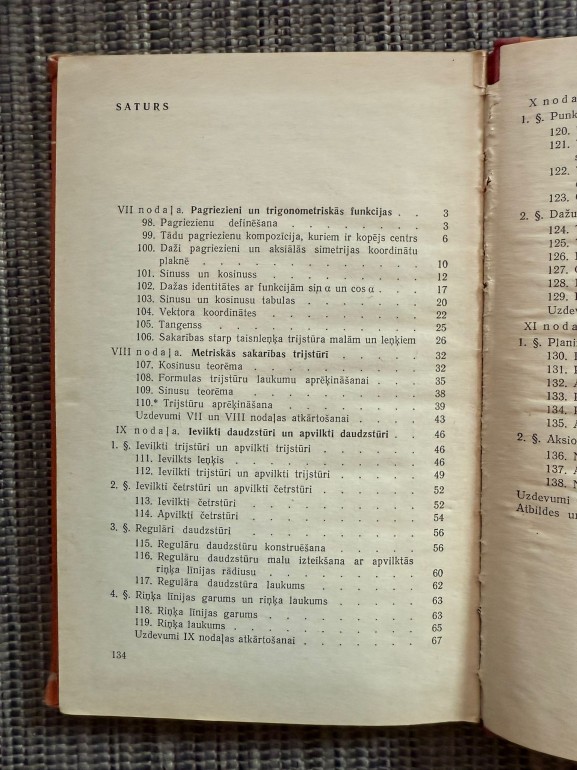 SATURS
VII nodaļa. Pagriezieni un trigonometriskās funkcijas . . 3
98. Pagriezienu definēšana . . . . . . . 3
99. Tādu pagriezienu kompozīcija, kuriem ir kopējs centrs 6
100. Daži pagriezieni un aksiālās simetrijas koordinātu
plaknē . . . . . . . . . . 10
101. Sinuss un kosinuss . . . . . . . . 12
102. Dažas identitātes ar funkcijām sin α un cos α . . . 17
103. Sinusu un kosinusu tabulas . . . . . . 20
104. Vektora koordinātes . . . . . . . . 22
105. Tangenss . . . . . . . . . . 25
106. Sakarības starp taisnleņķa trijstūra malām un leņķiem 26
VIII nodaļa. Metriskās sakarības trijstūrī . . . . . 32
107. Kosinusu teorēma . . . . . . . . 32
108. Formulas trijstūru laukumu aprēķināšanai . . . 35
109. Sinusu teorēma . . . . . . . . . 38
110.* Trijstūru aprēķināšana . . . . . . . 39
Uzdevumi VII un VIII nodaļas atkārtošanai . . . . 43
IX nodaļa. Ievilkti daudzstūri un apvilkti daudzstūri . . 46
1. §. Ievilkti trijstūri un apvilkti trijstūri . . . . . 46
111. Ievilkts leņķis . . . . . . . . . 46
112. Ievilkti trijstūri un apvilkti trijstūri . . . . 49
2. §. Ievilkti četrstūri un apvilkti četrstūri . . . . . 52
113. Ievilkti četrstūri . . . . . . . . 52
114. Apvilkti četrstūri . . . . . . . . 54
3. §. Regulāri daudzstūri . . . . . . . . 56
115. Regulāru daudzstūru konstruēšana . . . . . 56
116. Regulāru daudzstūru malu izteikšana ar apvilktās
riņķa līnijas rādiusu . . . . . . . 60
117. Regulāra daudzstūra laukums . . . . . . 62
4. §. Riņķa līnijas garums un riņķa laukums . . . . 63
118. Riņķa līnijas garums . . . . . . . 63
119. Riņķa laukums . . . . . . . . . 65
Uzdevumi IX nodaļas atkārtošanai . . . . . 67
134
X
1. §.
120.
121.
122.
123.
2. §. Dažu
124.
125.
126.
127.
128.
129.
XI
1. §.
130.
131.
132.
133.
134.
135.
2. §.
136.
137.
138.
Uzdevumi
Atbildes